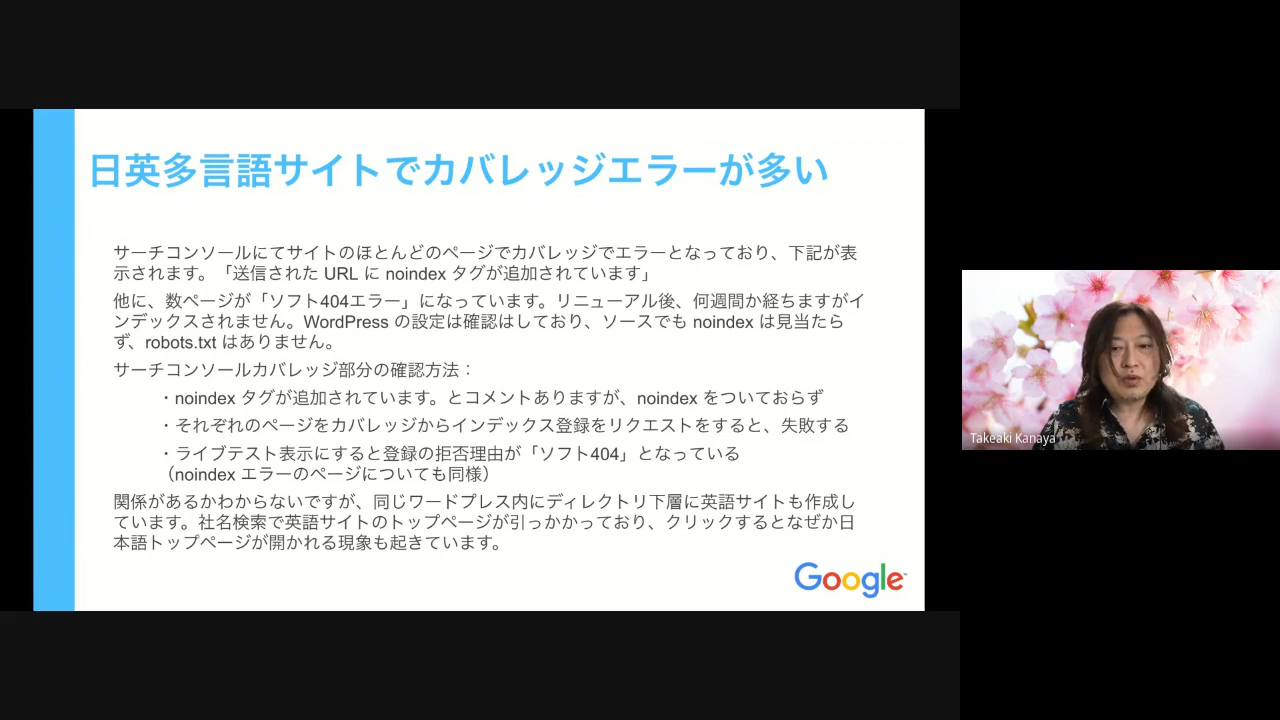 日英多言語サイトでカバレッジエラーが多い
サーチコンソールにてサイトのほとんどのページでカバレッジでエラーとなっており、下記が表
示されます。「送信された URL に noindex タグが追加されています」
他に、数ページが「ソフト404エラー」になっています。リニューアル後、何週間か経ちますがイ
ンデックスされません。WordPress の設定は確認はしており、ソースでも noindex は見当たら
ず、robots.txt はありません。
サーチコンソールカバレッジ部分の確認方法：
・noindex タグが追加されています。とコメントありますが、noindex をついておらず
・それぞれのページをカバレッジからインデックス登録をリクエストをすると、失敗する
・ライブテスト表示にすると登録の拒否理由が「ソフト404」となっている
（noindex エラーのページについても同様）
関係があるかわからないですが、同じワードプレス内にディレクトリ下層に英語サイトも作成し
ています。社名検索で英語サイトのトップページが引っかかっており、クリックするとなぜか日
本語トップページが開かれる現象も起きています。
Google
Takeaki Kanaya